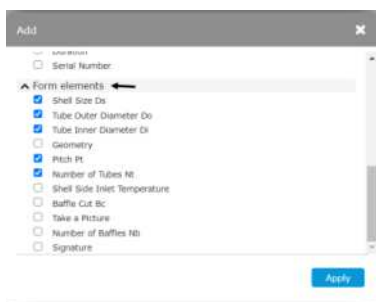 Add
Duration
Serial Number
Form elements
Shell Size Ds
Tube Outer Diameter Do
Tube Inner Diameter Di
Geometry
Pitch Pt
Number of Tubes Nt
Shell Side Inlet Temperature
Baffle Cut Bc
Take a Picture
Number of Baffles Nb
Signature
Apply